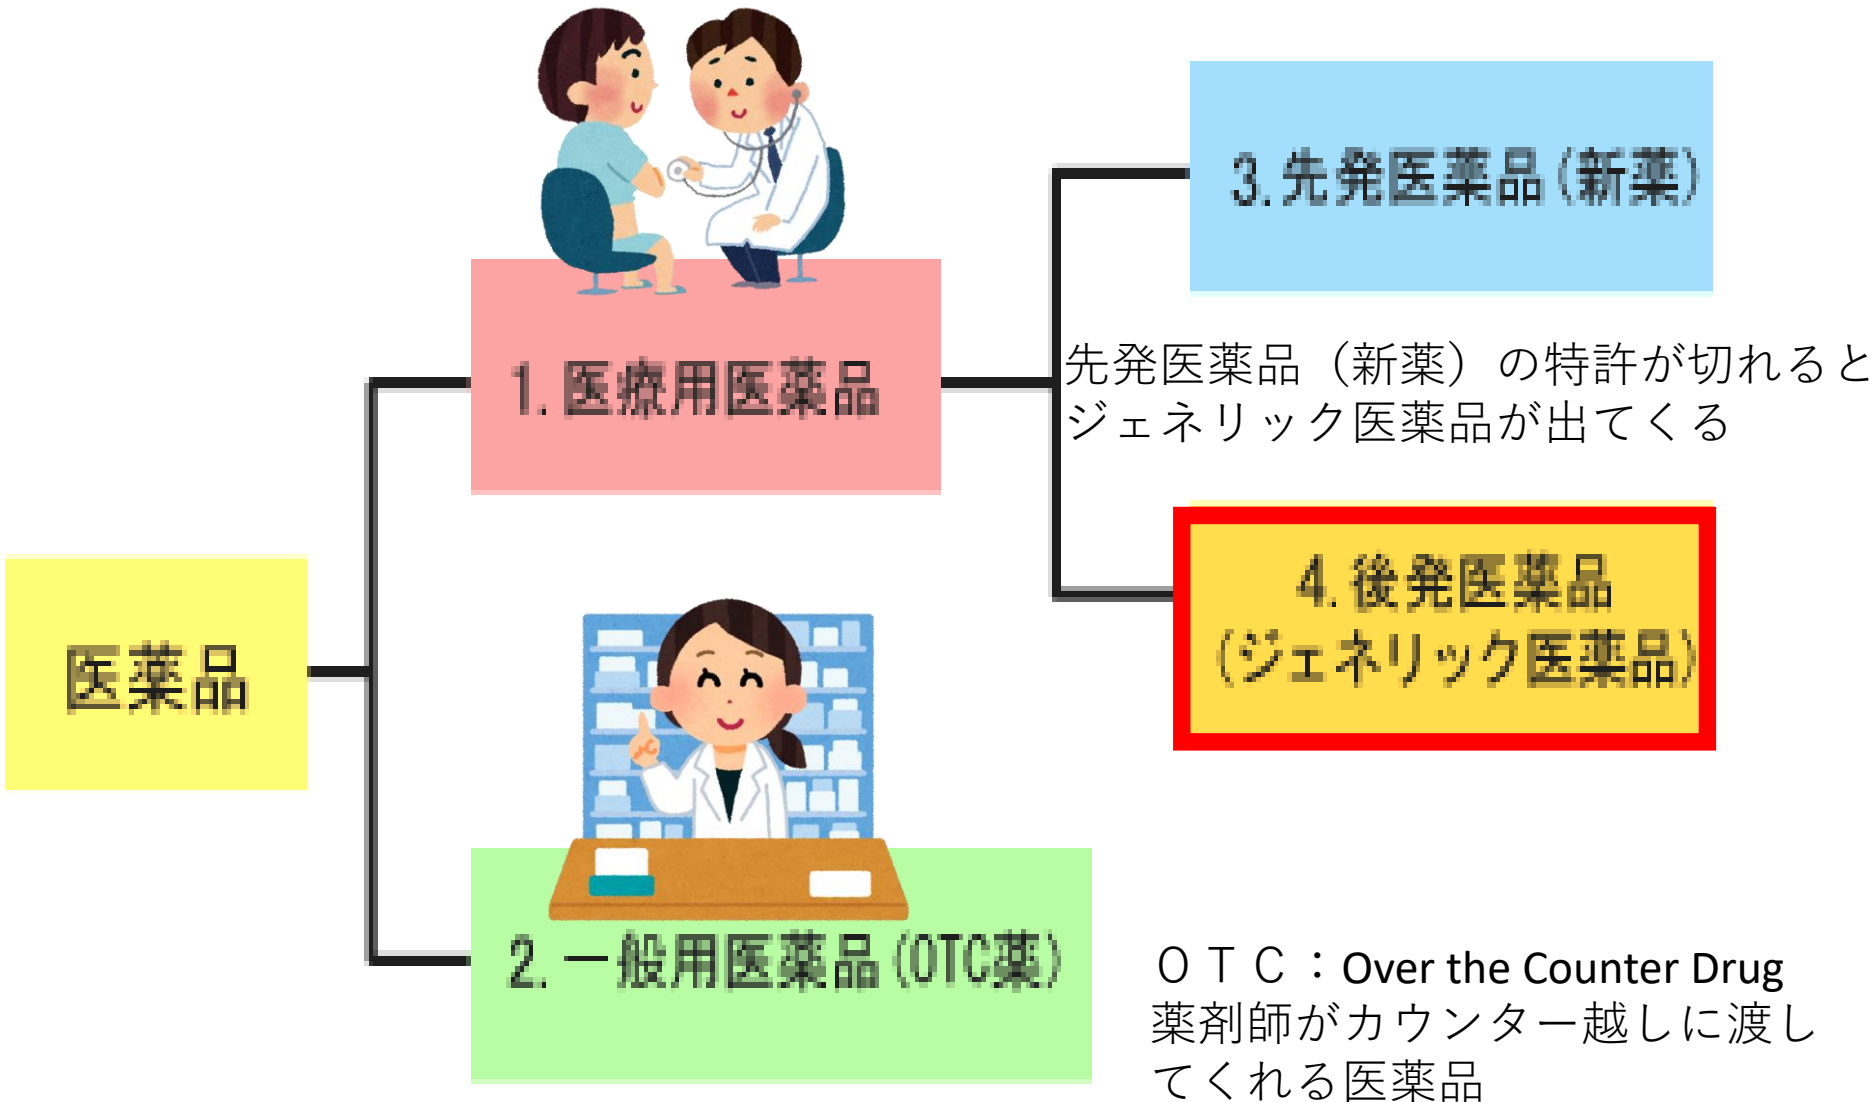 3.先発医薬品(新薬)
先発医薬品（新薬）の特許が切れると
ジェネリック医薬品が出てくる
1.医療用医薬品
4.後発医薬品
(ジェネリック医薬品)
医薬品
2.一般用医薬品(OTC薬)
ＯＴＣ：Over the Counter Drug
薬剤師がカウンター越しに渡し
てくれる医薬品